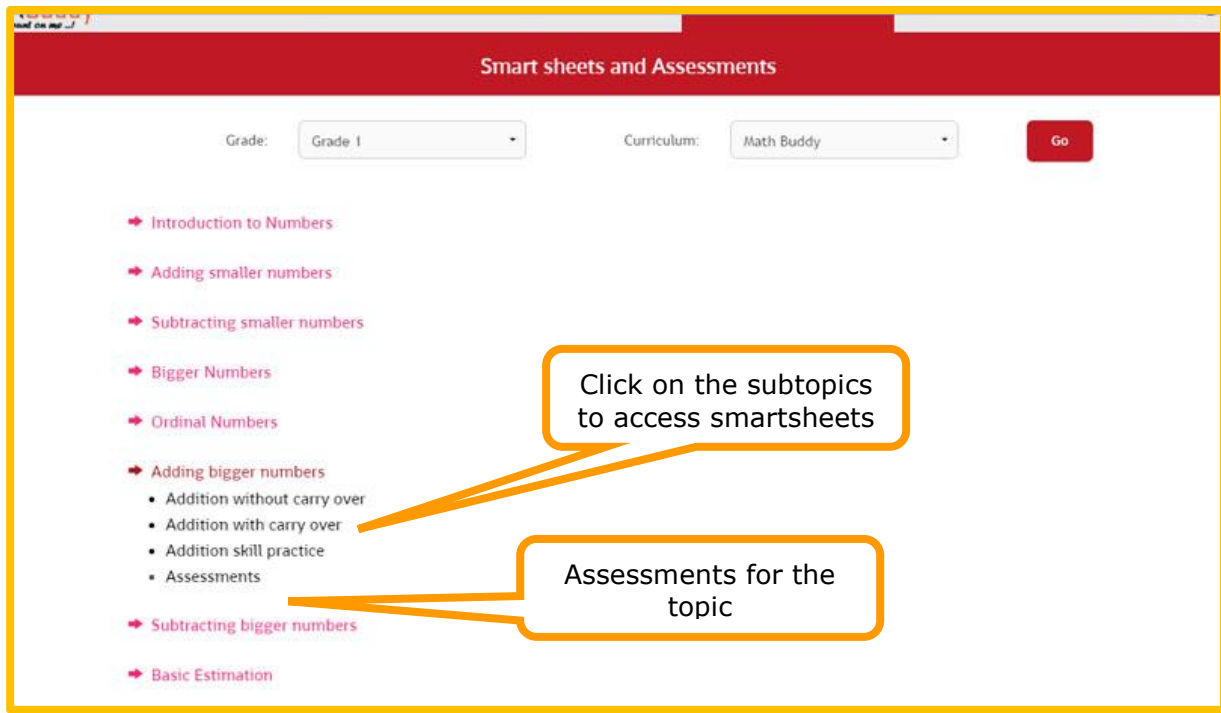 Smart sheets and Assessments
Grade: Grade 1 Curriculum: Math Buddy Go
Introduction to Numbers
Adding smaller numbers
Subtracting smaller numbers
Bigger Numbers
Click on the subtopics
to access smartsheets
Ordinal Numbers
Adding bigger numbers
• Addition without carry over
• Addition with carry over
• Addition skill practice
▪ Assessments
Assessments for the
topic
Subtracting bigger numbers
Basic Estimation